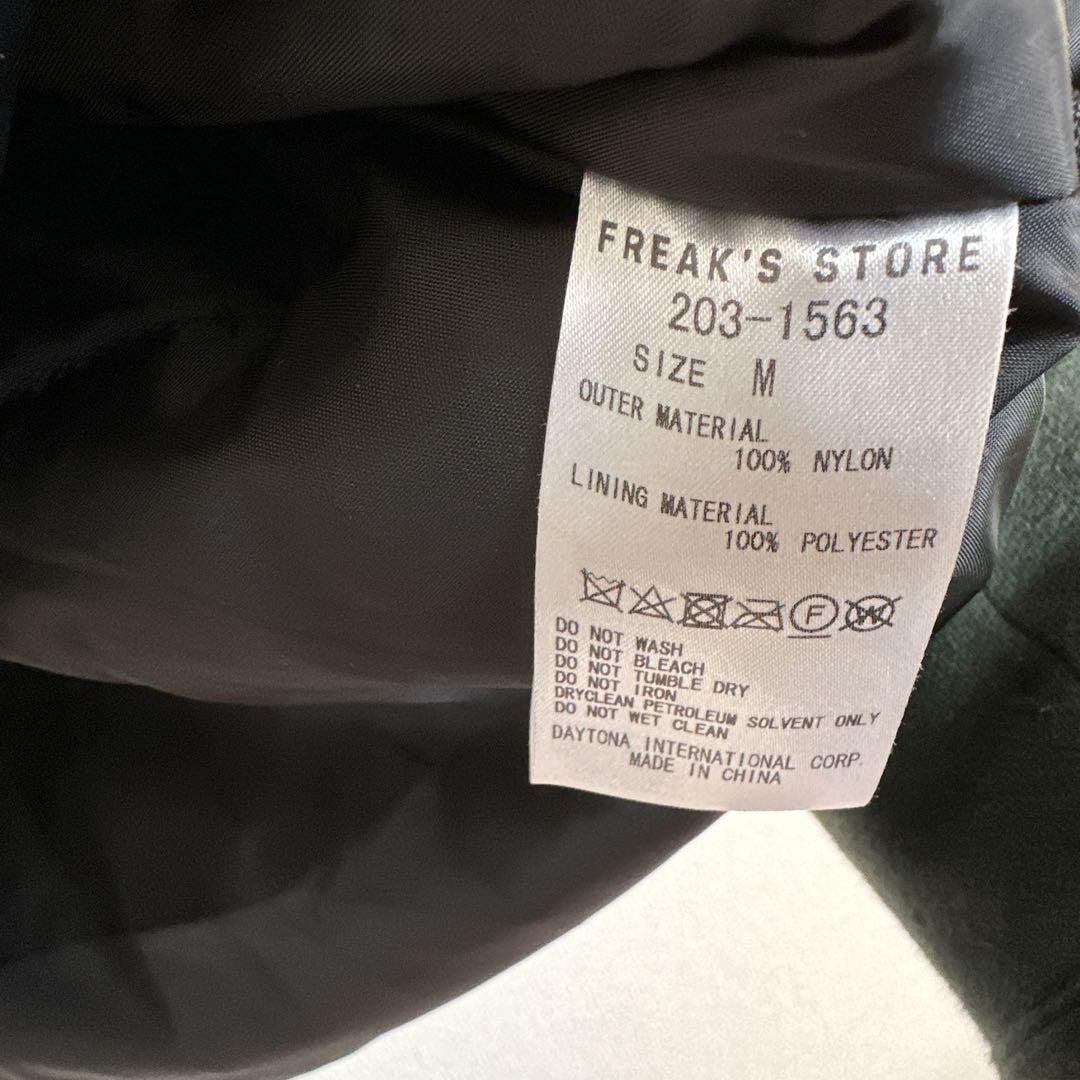 FREAK'S STORE
203-1563
SIZE M
OUTER MATERIAL
100% NYLON
LINING MATERIAL
100% POLYESTER
F W
DO NOT WASH
DO NOT BLEACH
DO NOT TUMBLE DRY
DO NOT IRON
DRYCLEAN PETROLEUM SOLVENT ONLY
DO NOT WET CLEAN
DAYTONA INTERNATIONAL CORP.
MADE IN CHINA